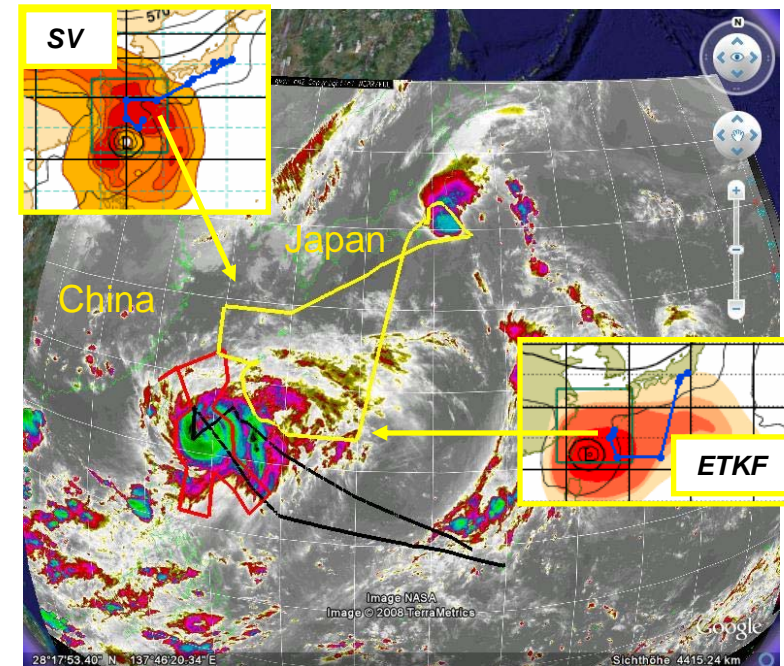 SV
570
N
Japan
China
ETKF
Image NASA
Image © 2008 TerraMetrics
Google
28°17'53.40" N 137°46'20.34" E
Sichthöhe 4415.24 km